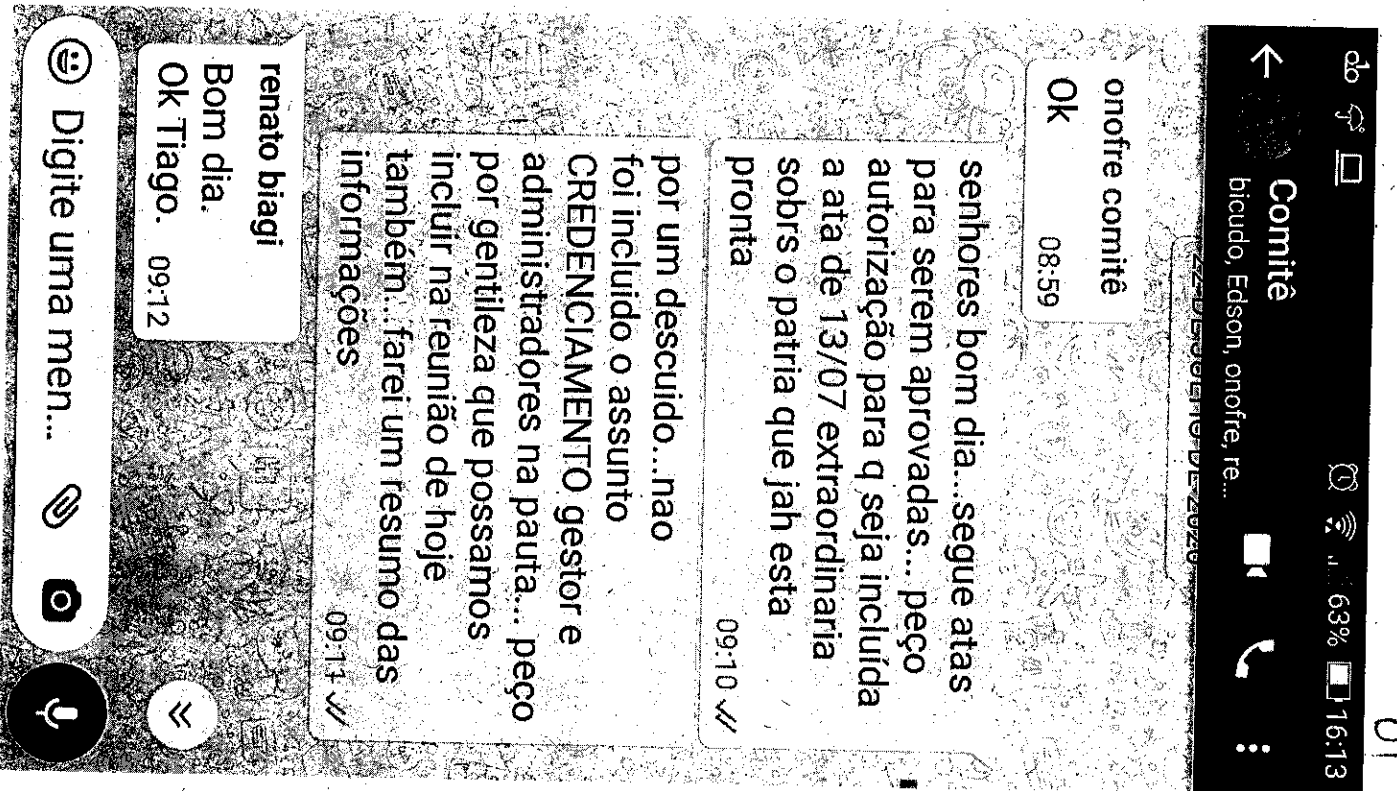 63% 16:13
Comitê
bicudo, Edson, onofre, re...
onofre comitê
Ok
08:59
senhores bom dia...segue atas
para serem aprovadas... peço
autorização para q seja incluída
a ata de 13/07 extraordinaria
sobrs o patria que jah esta
pronta
09:10
por um descuido...nao
foi incluido o assunto
CREDENCIAMENTO gestor e
administradores na pauta... peço
por gentileza que possamos
incluir na reunião de hoje
também...farei um resumo das
informações
09:11
renato biagi
Bom dia.
Ok Tiago. 09:12
Digite uma men...